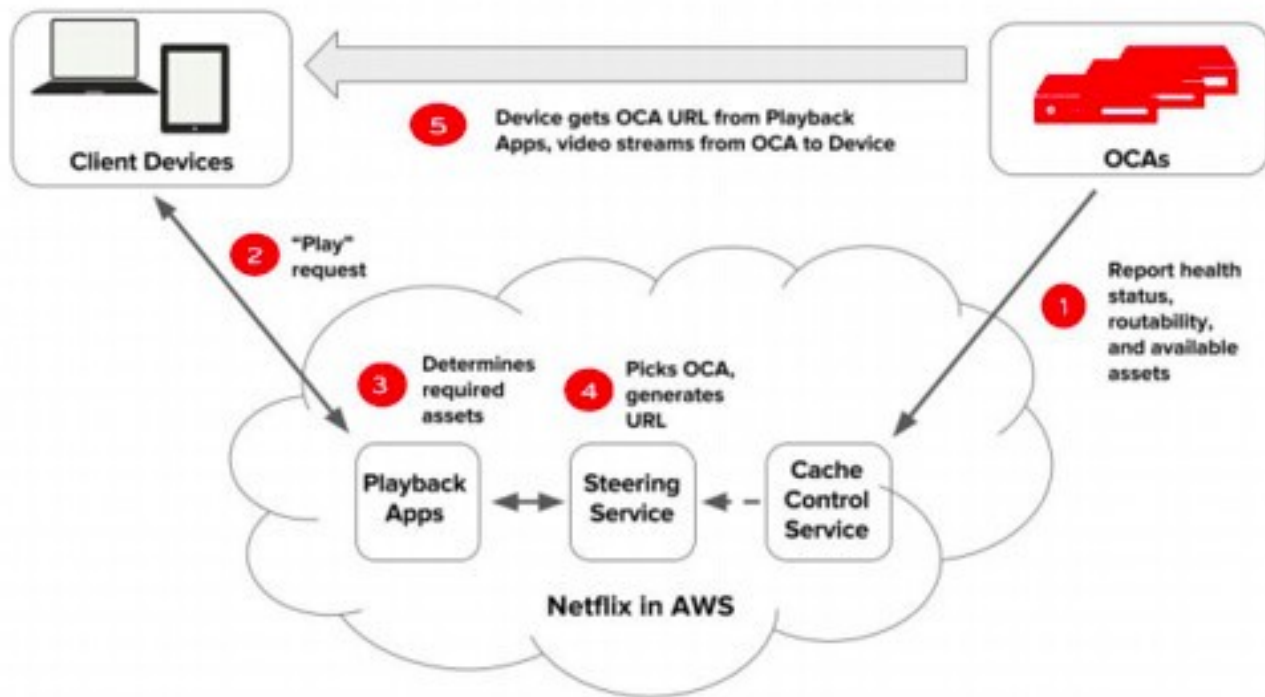 Client Devices
5
Device gets OCA URL from Playback
Apps, video streams from OCA to Device
OCAs
2
"Play"
request
1
Report health
status,
routability,
and available
assets
3
Determines
required
assets
4
Picks OCA,
generates
URL
Playback
Apps
Steering
Service
Cache
Control
Service
Netflix in AWS